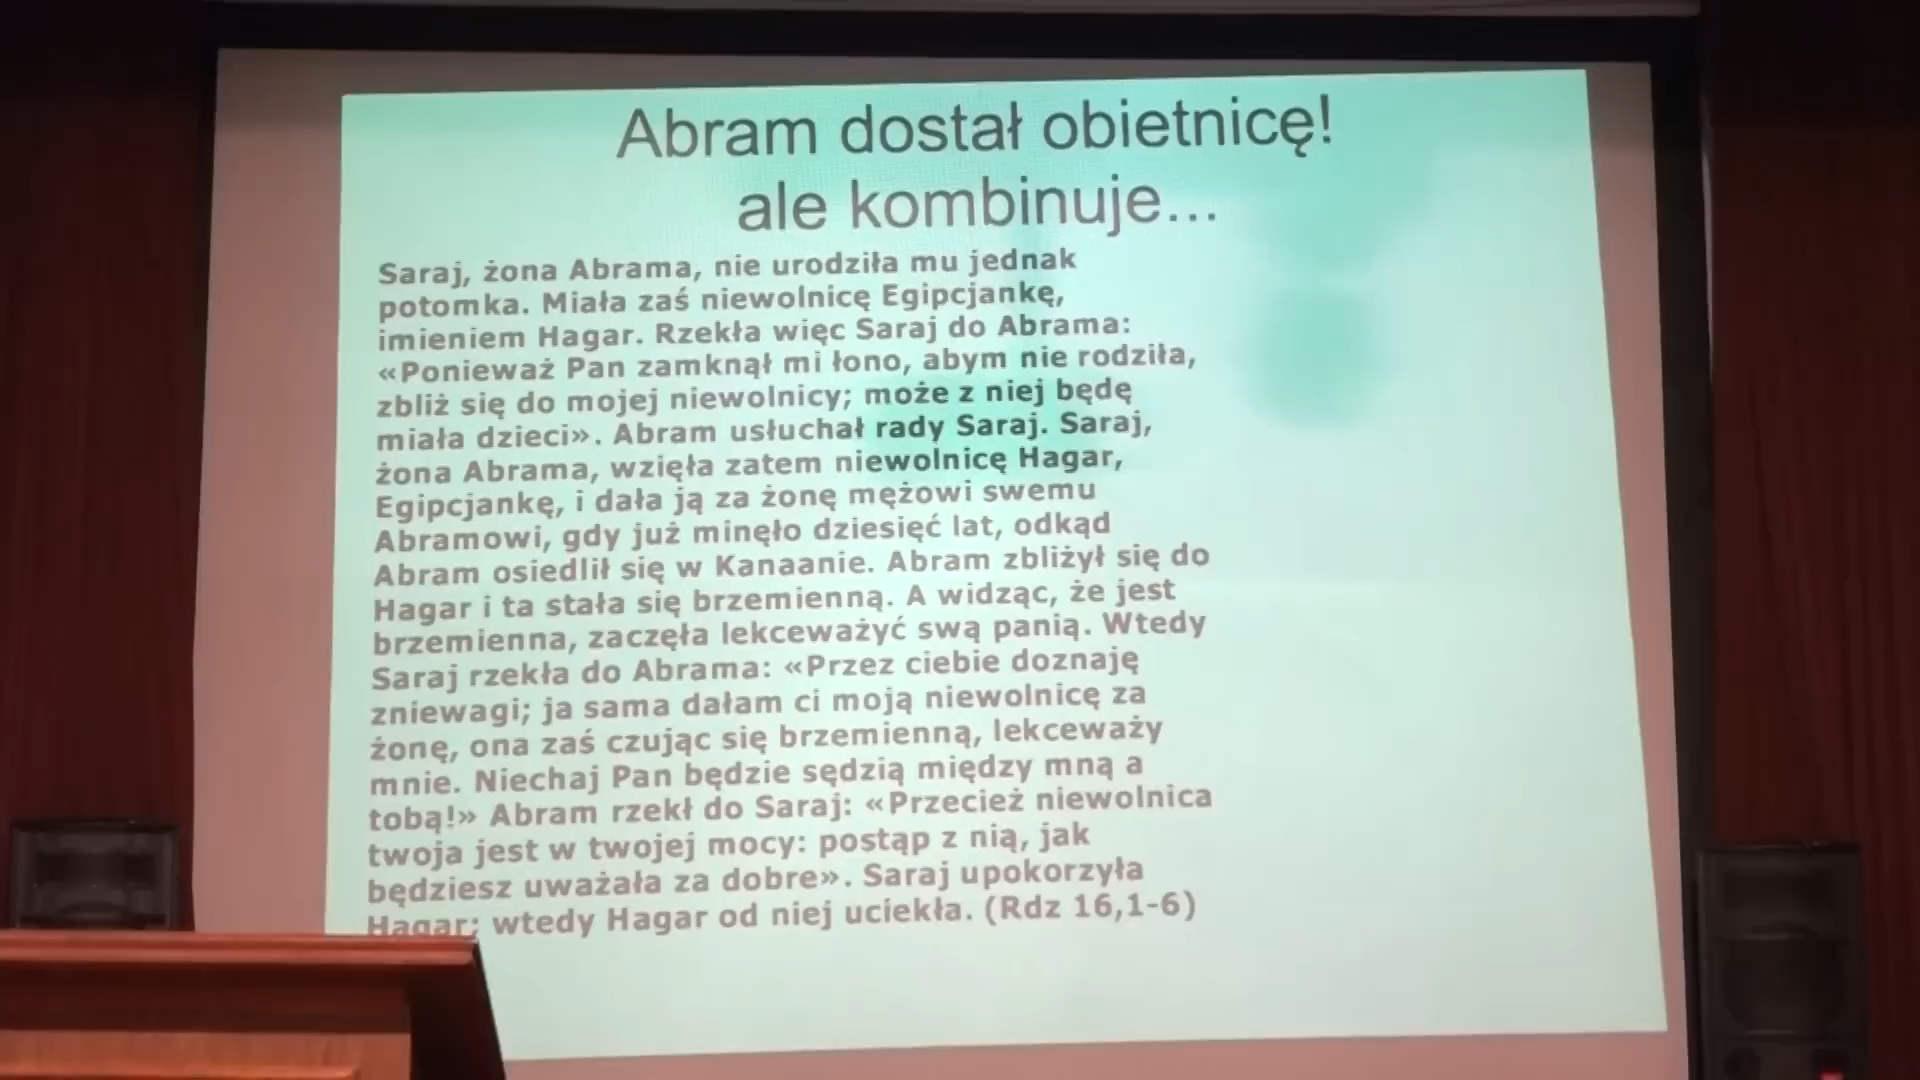 Abram dostał obietnicę!
ale kombinuje...
Saraj, żona Abrama, nie urodziła mu jednak
potomka. Miała zaś niewolnicę Egipcjankę,
imieniem Hagar. Rzekła więc Saraj do Abrama:
«Ponieważ Pan zamknął mi łono, abym nie rodziła,
zbliż się do mojej niewolnicy; może z niej będę
miała dzieci». Abram usłuchał rady Saraj. Saraj,
żona Abrama, wzięła zatem niewolnicę Hagar,
Egipcjankę, i dała ją za żonę mężowi swemu
Abramowi, gdy już minęło dziesięć lat, odkąd
Abram osiedlił się w Kanaanie. Abram zbliżył się do
Hagar i ta stała się brzemienną. A widząc, że jest
brzemienna, zaczęła lekceważyć swą panią. Wtedy
Saraj rzekła do Abrama: «Przez ciebie doznaję
zniewagi; ja sama dałam ci moją niewolnicę za
żonę, ona zaś czując się brzemienną, lekceważy
mnie. Niechaj Pan będzie sędzią między mną a
tobą!» Abram rzekł do Saraj: «Przecież niewolnica
twoja jest w twojej mocy: postąp z nią, jak
będziesz uważała za dobre». Saraj upokorzyła
Hagar; wtedy Hagar od niej uciekła. (Rdz 16,1-6)